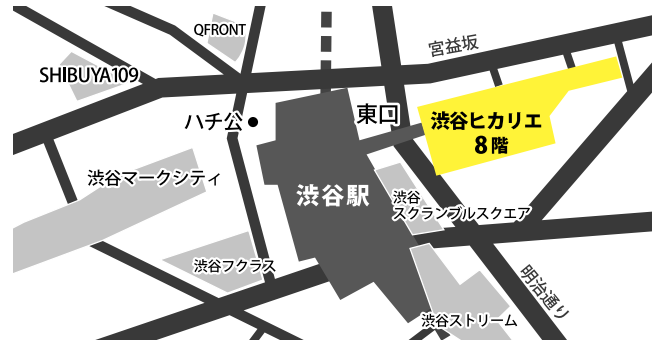 QFRONT
宮益坂
SHIBUYA109
ハチ公
東口
渋谷ヒカリエ
8階
渋谷マークシティ
渋谷駅
渋谷
スクランブルスクエア
渋谷フクラス
明治通り
渋谷ストリーム